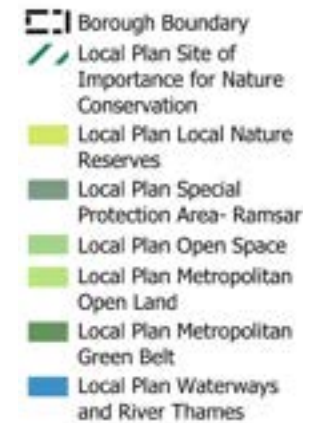 Borough Boundary
Local Plan Site of
Importance for Nature
Conservation
Local Plan Local Nature
Reserves
Local Plan Special
Protection Area- Ramsar
Local Plan Open Space
Local Plan Metropolitan
Open Land
Local Plan Metropolitan
Green Belt
Local Plan Waterways
and River Thames